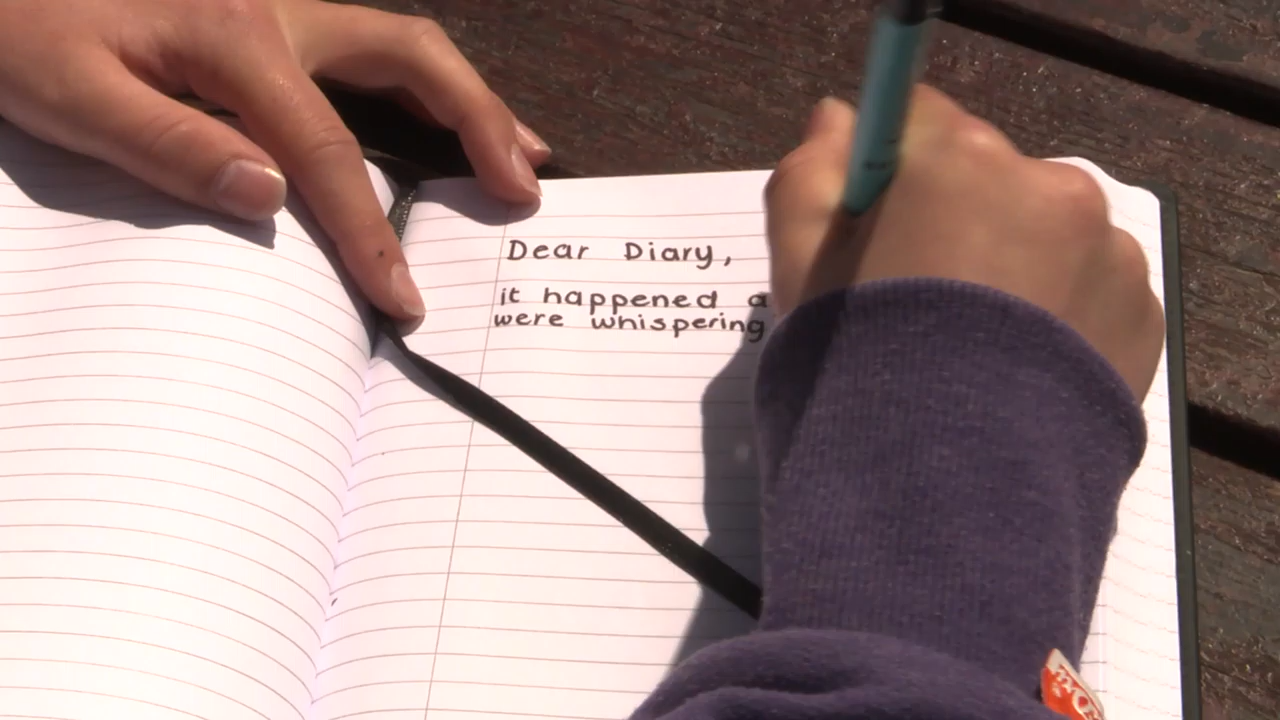 Dear Diary,
it happened a
were whispering